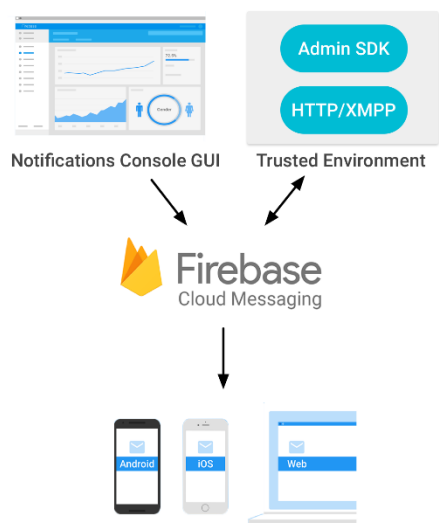 Admin SDK
HTTP/XMPP
Notifications Console GUI
Trusted Environment
Firebase
Cloud Messaging
Android
iOS
Web